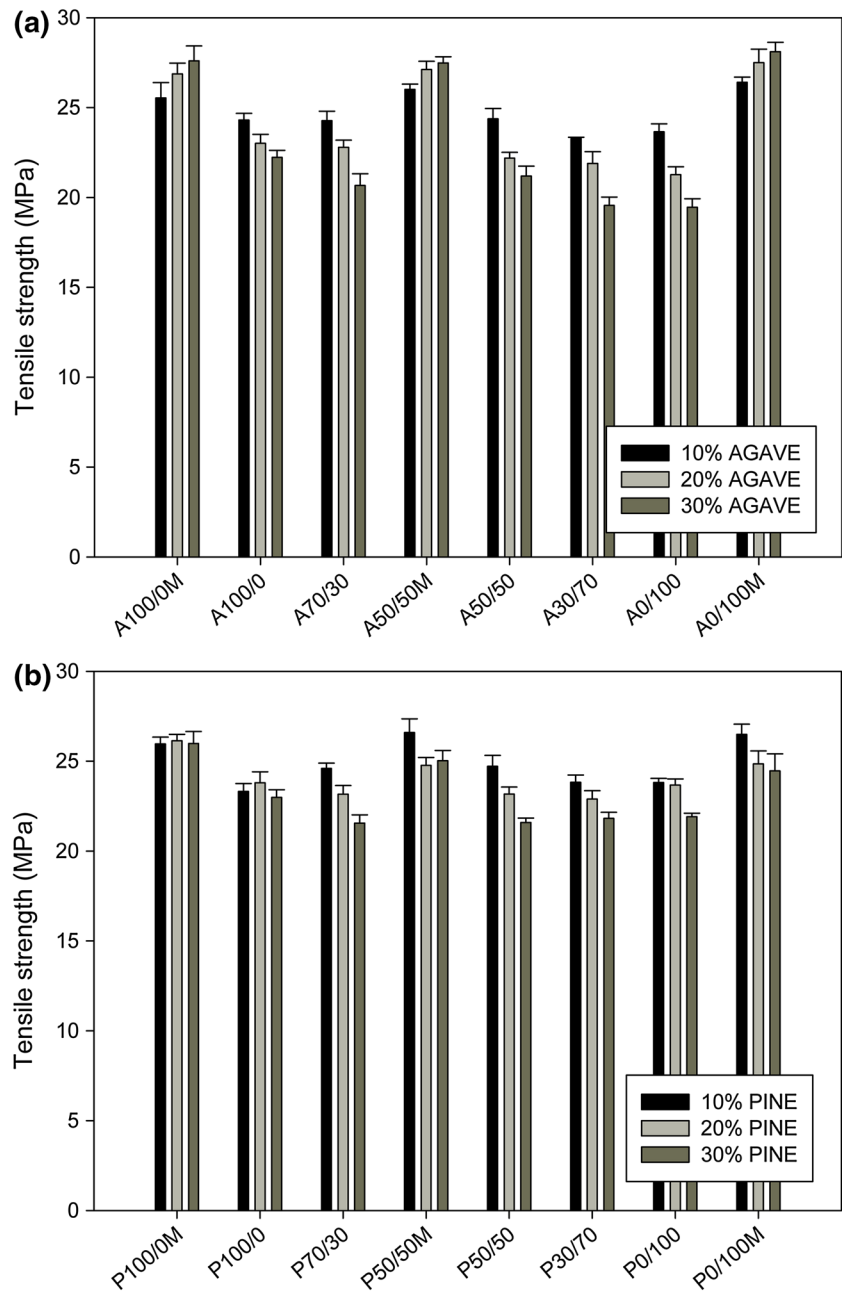 (a)
30
25
20
15
10
5
0
Tensile strength (MPa)
10% AGAVE
20% AGAVE
30% AGAVE
A100/0M
A100/0
A70/30
A50/50M
A50/50
A30/70
A0/100
A0/100M
(b)
30
25
20
15
10
5
0
Tensile strength (MPa)
10% PINE
20% PINE
30% PINE
P100/0M
P100/0
P70/30
P50/50M
P50/50
P30/70
P0/100
P0/100M